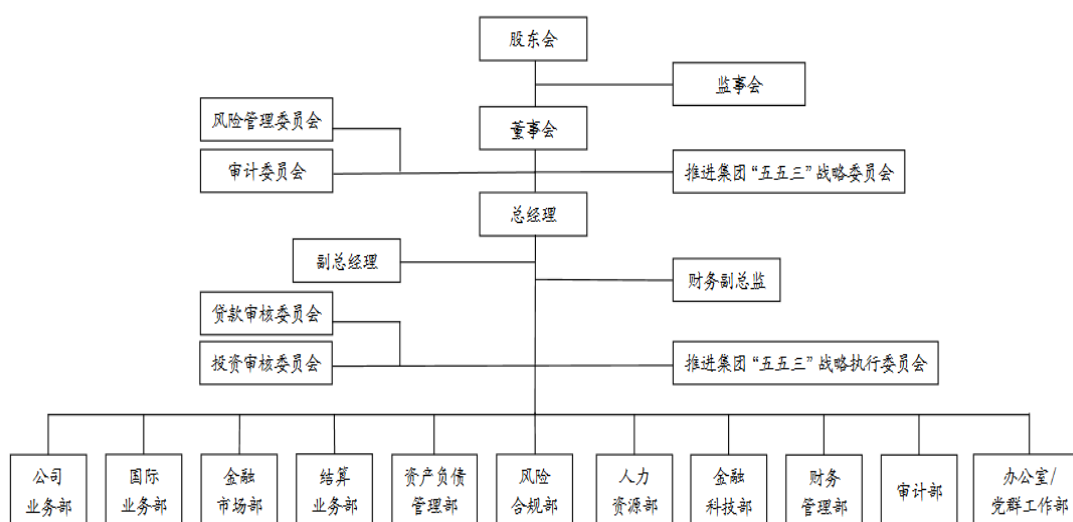 股东会
监事会
风险管理委员会
董事会
审计委员会
推进集团“五五三”战略委员会
总经理
副总经理
财务副总监
贷款审核委员会
投资审核委员会
推进集团“五五三”战略执行委员会
公司
业务部
国际
业务部
金融
市场部
结算
业务部
资产负债
管理部
风险
合规部
人力
资源部
金融
科技部
财务
管理部
审计部
办公室/
党群工作部